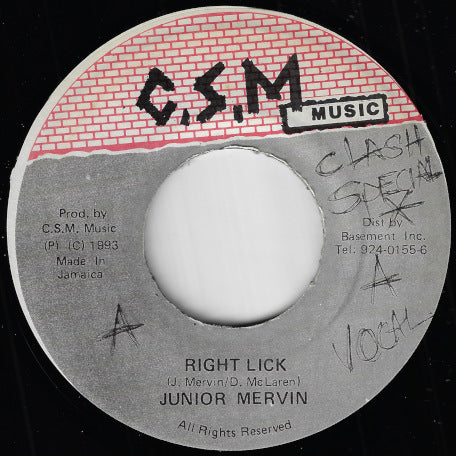 C.S.M
MUSIC
CLASH
SPECIAL
Prod. by
C.S.M. Music
(P) (C) 1993
Made In
Jamaica
Dist by
Basement Inc.
Tel: 924-0155-6
A
A
VOCAL
RIGHT LICK
(J. Mervin/D. McLaren)
JUNIOR MERVIN
All Rights Reserved